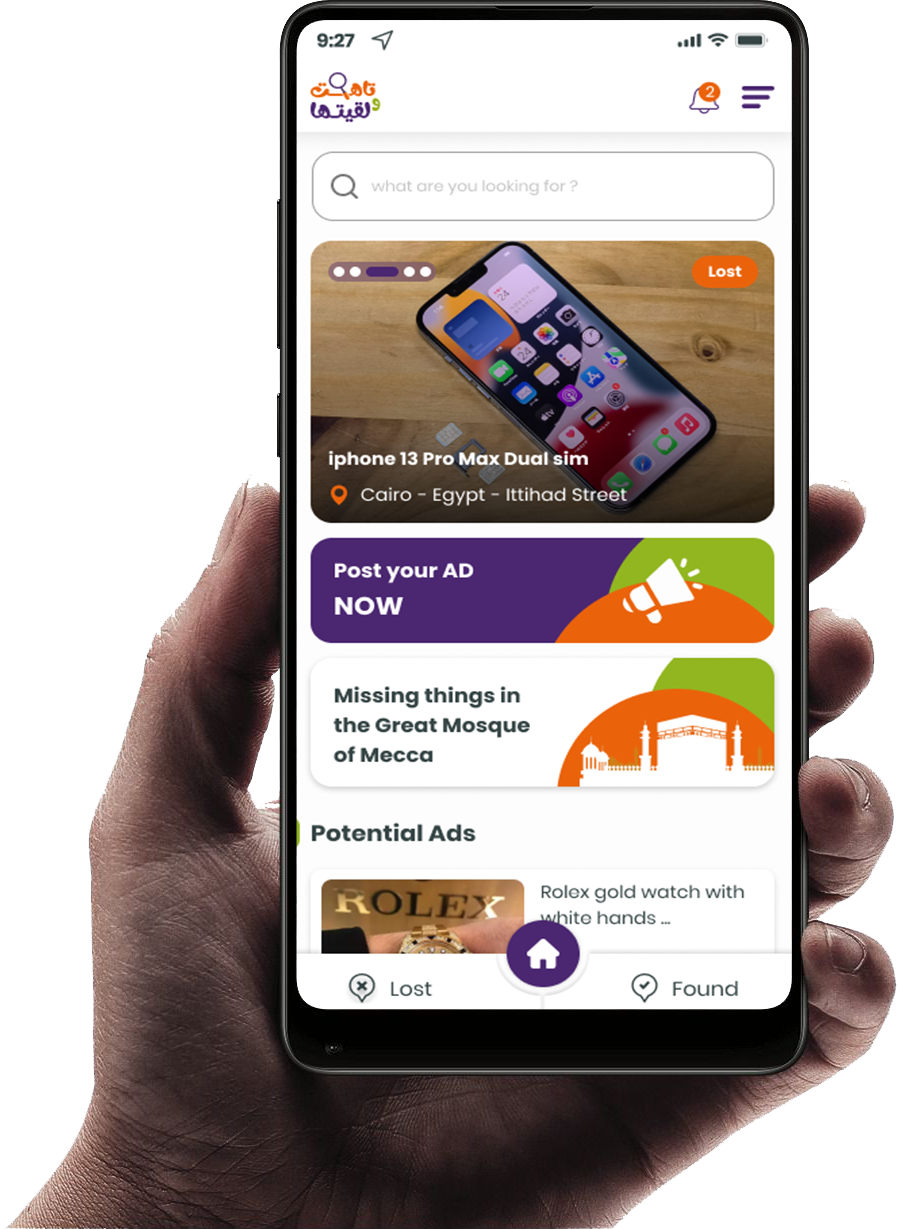 9:27
تاهت
و لقيتها
2
what are you looking for ?
Lost
24
24
iphone 13 Pro Max Dual sim
Cairo - Egypt - Ittihad Street
Post your AD
NOW
Missing things in
the Great Mosque
of Mecca
Potential Ads
ROLEX
Rolex gold watch with
white hands ...
Lost
Found